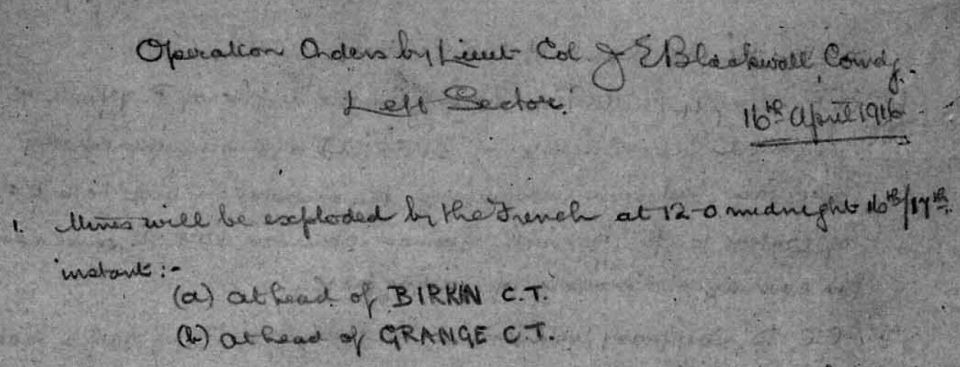 Operation Orders by Lieut Col J E Blackwall Comdg.
Left Sector.
16th April 1916
1. Mines will be exploded by the French at 12-0 midnight 16th/17th.
instant:-
(a) at head of BIRKIN C.T.
(b) at head of GRANGE C.T.